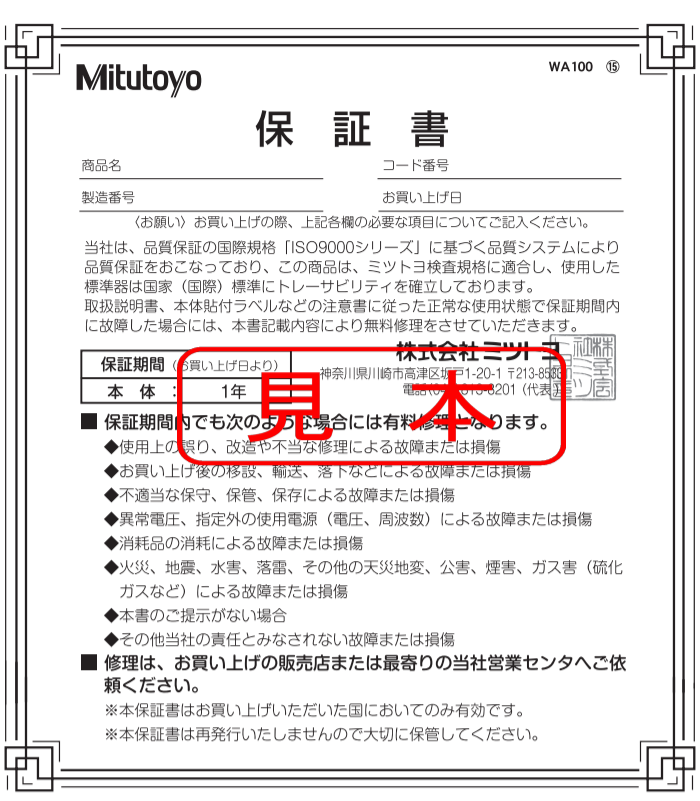 Mitutoyo
WA100 ⑮
保 証 書
商品名 コード番号
製造番号 お買い上げ日
〈お願い〉お買い上げの際、上記各欄の必要な項目についてご記入ください。
当社は、品質保証の国際規格「ISO9000シリーズ」に基づく品質システムにより
品質保証をおこなっており、この商品は、ミツトヨ検査規格に適合し、使用した
標準器は国家（国際）標準にトレーサビリティを確立しております。
取扱説明書、本体貼付ラベルなどの注意書に従った正常な使用状態で保証期間内
に故障した場合には、本書記載内容により無料修理をさせていただきます。
保証期間（お買い上げ日より）
本 体 : 1年
株式会社ミツトヨ
神奈川県川崎市高津区坂戸1-20-1 〒213-
電話 8201（代表）
見本
■ 保証期間内でも次のような場合には有料修理となります。
◆使用上の誤り、改造や不当な修理による故障または損傷
◆お買い上げ後の移設、輸送、落下などによる故障または損傷
◆不適当な保守、保管、保存による故障または損傷
◆異常電圧、指定外の使用電源（電圧、周波数）による故障または損傷
◆消耗品の消耗による故障または損傷
◆火災、地震、水害、落雷、その他の天災地変、公害、煙害、ガス害（硫化
ガスなど）による故障または損傷
◆本書のご提示がない場合
◆その他当社の責任とみなされない故障または損傷
■ 修理は、お買い上げの販売店または最寄りの当社営業センタへご依
頼ください。
※本保証書はお買い上げいただいた国においてのみ有効です。
※本保証書は再発行いたしませんので大切に保管してください。